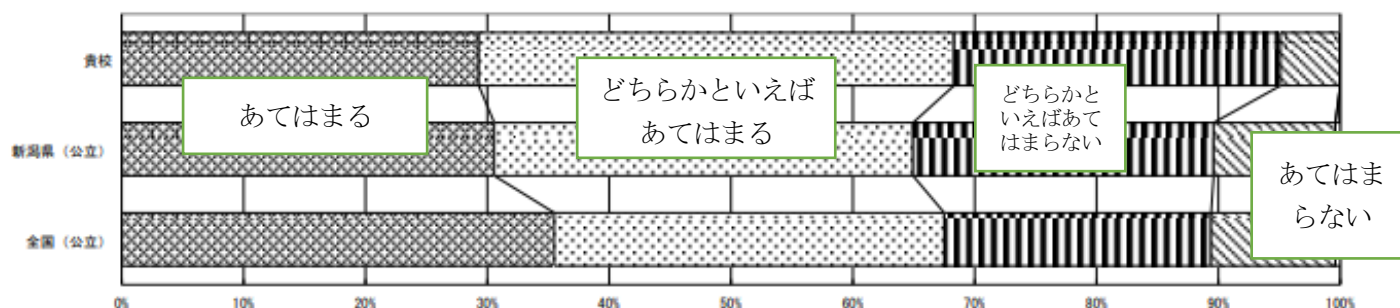 貴校
あてはまる
どちらかといえば
あてはまる
どちらかと
いえばあて
はまらない
新潟県（公立）
あてはま
らない
全国（公立）
0% 10% 20% 30% 40% 50% 60% 70% 80% 90% 100%